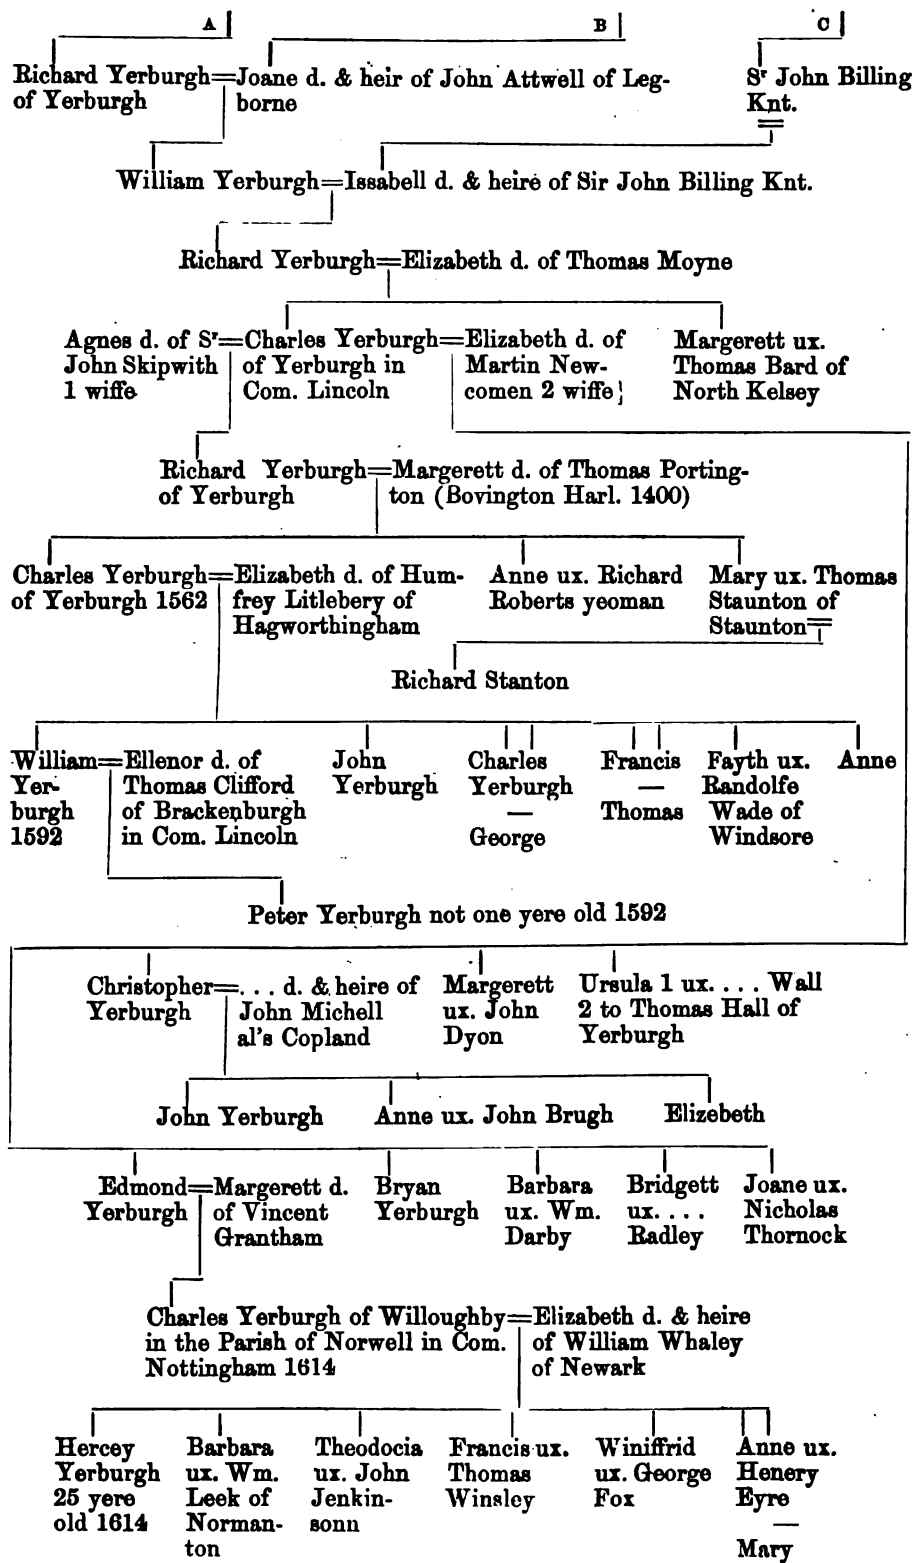 A B C
Richard Yerburgh=Joane d. & heir of John Attwell of Leg- Sr John Billing
of Yerburgh borne Knt.
William Yerburgh=Issabell d. & heire of Sir John Billing Knt.
Richard Yerburgh=Elizabeth d. of Thomas Moyne
Agnes d. of Sr=Charles Yerburgh=Elizabeth d. of Margerett ux.
John Skipwith of Yerburgh in Martin New- Thomas Bard of
1 wiffe Com. Lincoln comen 2 wiffe North Kelsey
Richard Yerburgh=Margerett d. of Thomas Porting-
of Yerburgh ton (Bovington Harl. 1400)
Charles Yerburgh=Elizabeth d. of Hum- Anne ux. Richard Mary ux. Thomas
of Yerburgh 1562 frey Litlebery of Roberts yeoman Staunton of
Hagworthingham Staunton=
Richard Stanton
William=Ellenor d. of John Charles Francis Fayth ux. Anne
Yer- Thomas Clifford Yerburgh Yerburgh — Randolfe
burgh of Brackenburgh — Thomas Wade of
1592 in Com. Lincoln George Windsore
Peter Yerburgh not one yere old 1592
Christopher=... d. & heire of Margerett Ursula 1 ux. .... Wall
Yerburgh John Michell ux. John 2 to Thomas Hall of
al's Copland Dyon Yerburgh
John Yerburgh Anne ux. John Brugh Elizebeth
Edmond=Margerett d. Bryan Barbara Bridgett Joane ux.
Yerburgh of Vincent Yerburgh ux. Wm. ux. .... Nicholas
Grantham Darby Radley Thornock
Charles Yerburgh of Willoughby=Elizabeth d. & heire
in the Parish of Norwell in Com. of William Whaley
Nottingham 1614 of Newark
Hercey Barbara Theodocia Francis ux. Winiffrid Anne ux.
Yerburgh ux. Wm. ux. John Thomas ux. George Henery
25 yere Leek of Jenkin- Winsley Fox Eyre
old 1614 Norman- sonn —
ton Mary